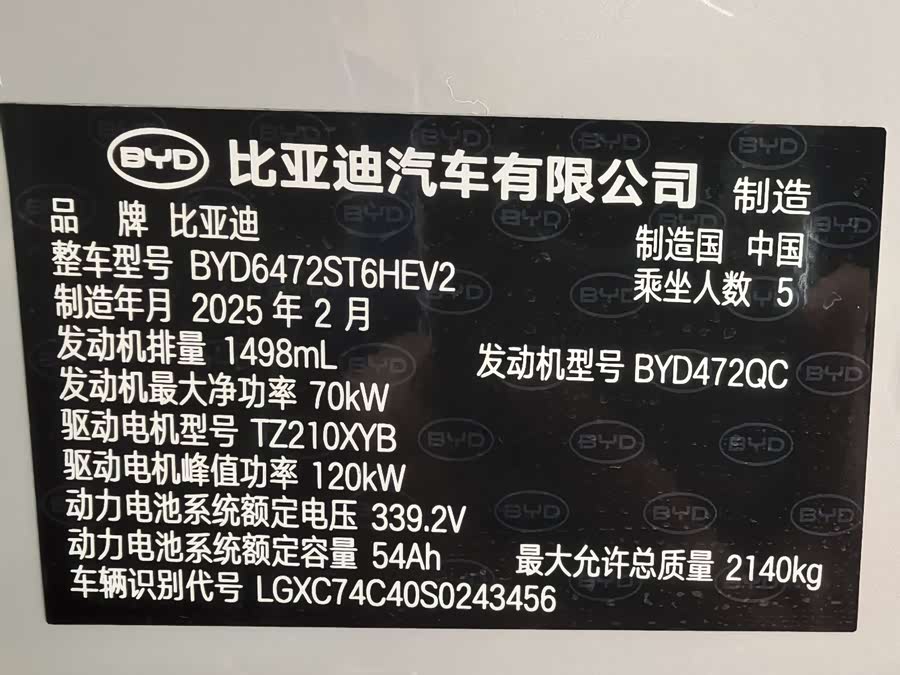 BYD 比亚迪汽车有限公司 制造
品 牌 比亚迪
制造国 中国
整车型号 BYD6472ST6HEV2
乘坐人数 5
制造年月 2025 年 2 月
发动机排量 1498mL
发动机型号 BYD472QC
发动机最大净功率 70kW
驱动电机型号 TZ210XYB
驱动电机峰值功率 120kW
动力电池系统额定电压 339.2V
动力电池系统额定容量 54Ah
最大允许总质量 2140kg
车辆识别代号 LGXC74C40S0243456